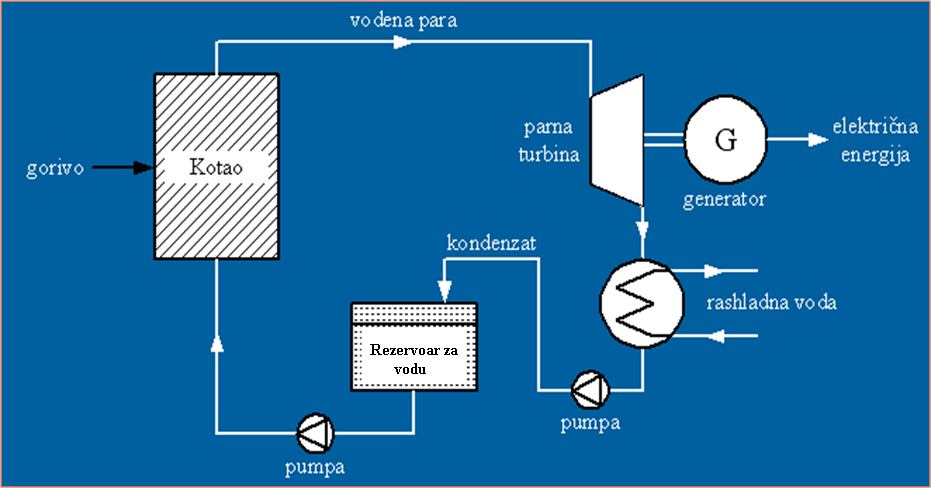 vodena para
gorivo
Kotao
parna
turbina
G
generator
električna
energija
kondenzat
rashladna voda
Rezervoar za
vodu
pumpa
pumpa